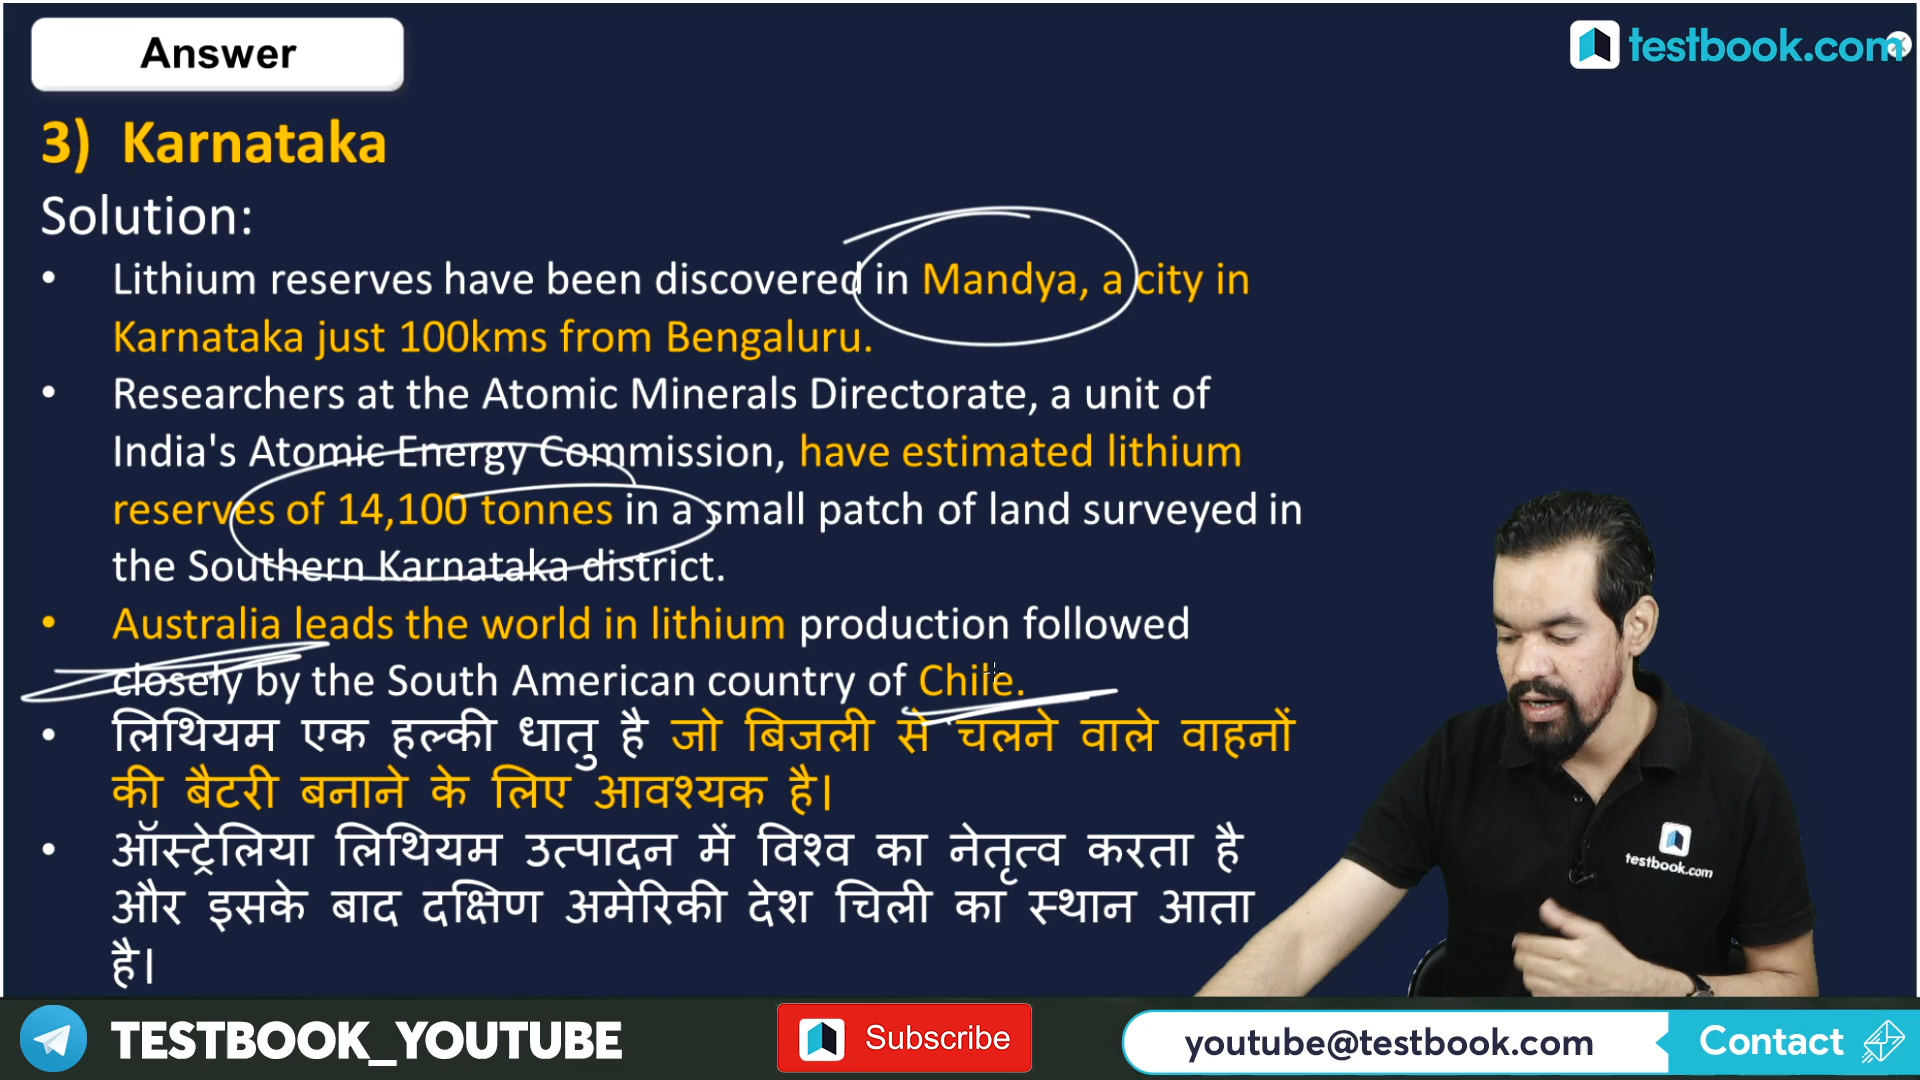 Answer
testbook.com
3) Karnataka
Solution:
• Lithium reserves have been discovered in Mandya, a city in
Karnataka just 100kms from Bengaluru.
• Researchers at the Atomic Minerals Directorate, a unit of
India's Atomic Energy Commission, have estimated lithium
reserves of 14,100 tonnes in a small patch of land surveyed in
the Southern Karnataka district.
• Australia leads the world in lithium production followed
closely by the South American country of Chile.
• लिथियम एक हल्की धातु है जो बिजली से चलने वाले वाहनों
की बैटरी बनाने के लिए आवश्यक है।
• ऑस्ट्रेलिया लिथियम उत्पादन में विश्व का नेतृत्व करता है
और इसके बाद दक्षिण अमेरिकी देश चिली का स्थान आता
है।
testbook.com
TESTBOOK_YOUTUBE
Subscribe
youtube@testbook.com
Contact